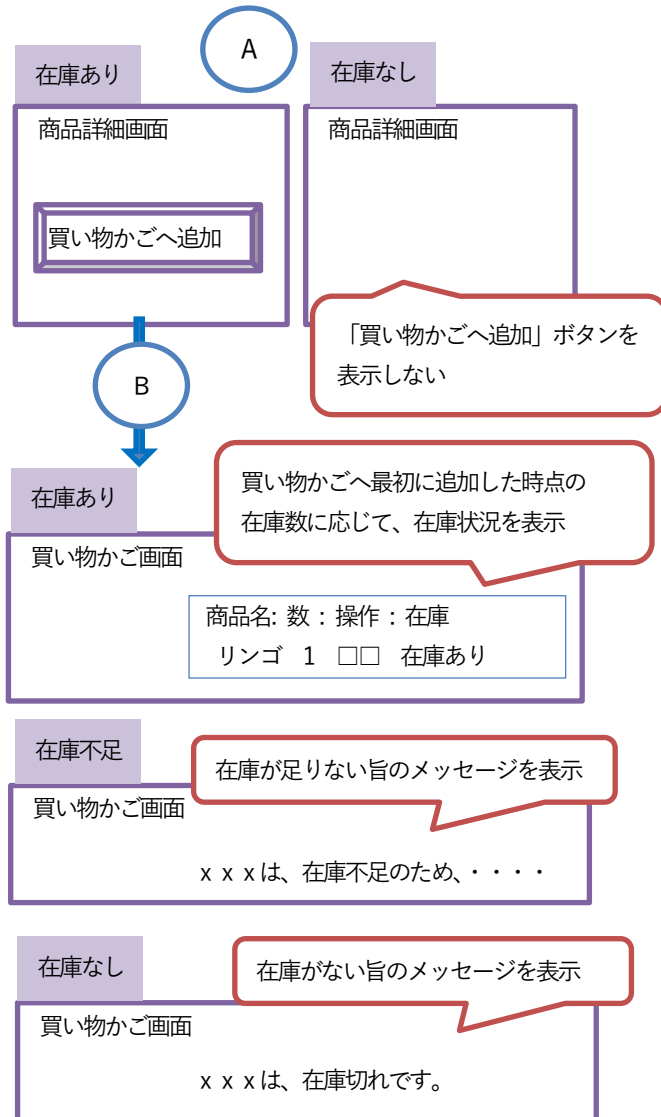 A
在庫あり
在庫なし
商品詳細画面
商品詳細画面
買い物かごへ追加
「買い物かごへ追加」ボタンを
表示しない
B
在庫あり
買い物かごへ最初に追加した時点の
在庫数に応じて、在庫状況を表示
買い物かご画面
商品名: 数：操作：在庫
リンゴ　1　□□　在庫あり
在庫不足
在庫が足りない旨のメッセージを表示
買い物かご画面
ｘｘｘは、在庫不足のため、・・・・
在庫なし
在庫がない旨のメッセージを表示
買い物かご画面
ｘｘｘは、在庫切れです。